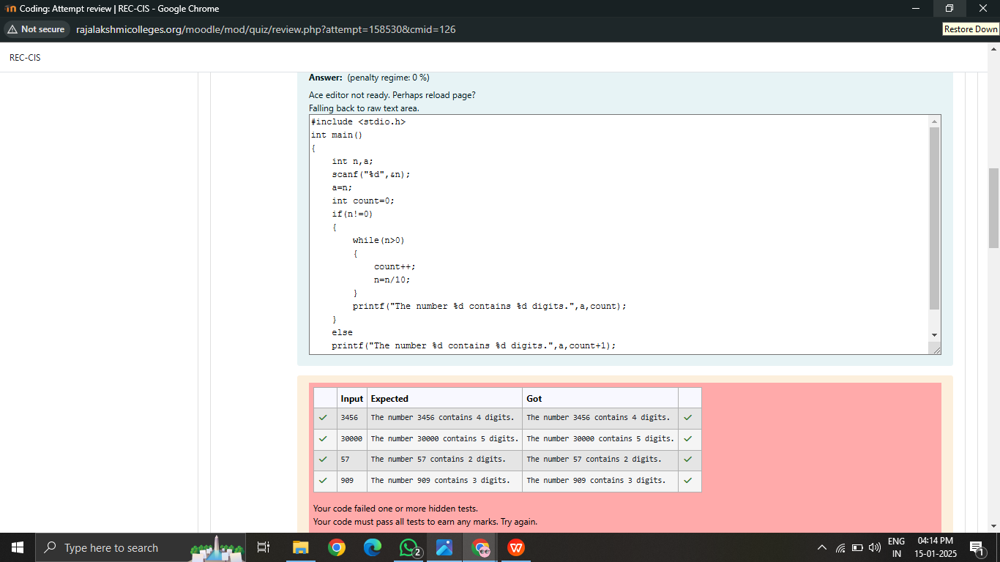 Coding: Attempt review | REC-CIS - Google Chrome
Not secure rajalakshmicolleges.org/moodle/mod/quiz/review.php?attempt=158530&cmid=126
Restore Down
REC-CIS
Answer: (penalty regime: 0 %)
Ace editor not ready. Perhaps reload page?
Falling back to raw text area.
#include <stdio.h>
int main()
{
    int n,a;
    scanf("%d",&n);
    a=n;
    int count=0;
    if(n!=0)
    {
        while(n>0)
        {
            count++;
            n=n/10;
        }
        printf("The number %d contains %d digits.",a,count);
    }
    else
    printf("The number %d contains %d digits.",a,count+1);
Input Expected Got
3456 The number 3456 contains 4 digits. The number 3456 contains 4 digits.
30000 The number 30000 contains 5 digits. The number 30000 contains 5 digits.
57 The number 57 contains 2 digits. The number 57 contains 2 digits.
909 The number 909 contains 3 digits. The number 909 contains 3 digits.
Your code failed one or more hidden tests.
Your code must pass all tests to earn any marks. Try again.
Type here to search
2
ENG
IN
04:14 PM
15-01-2025
1